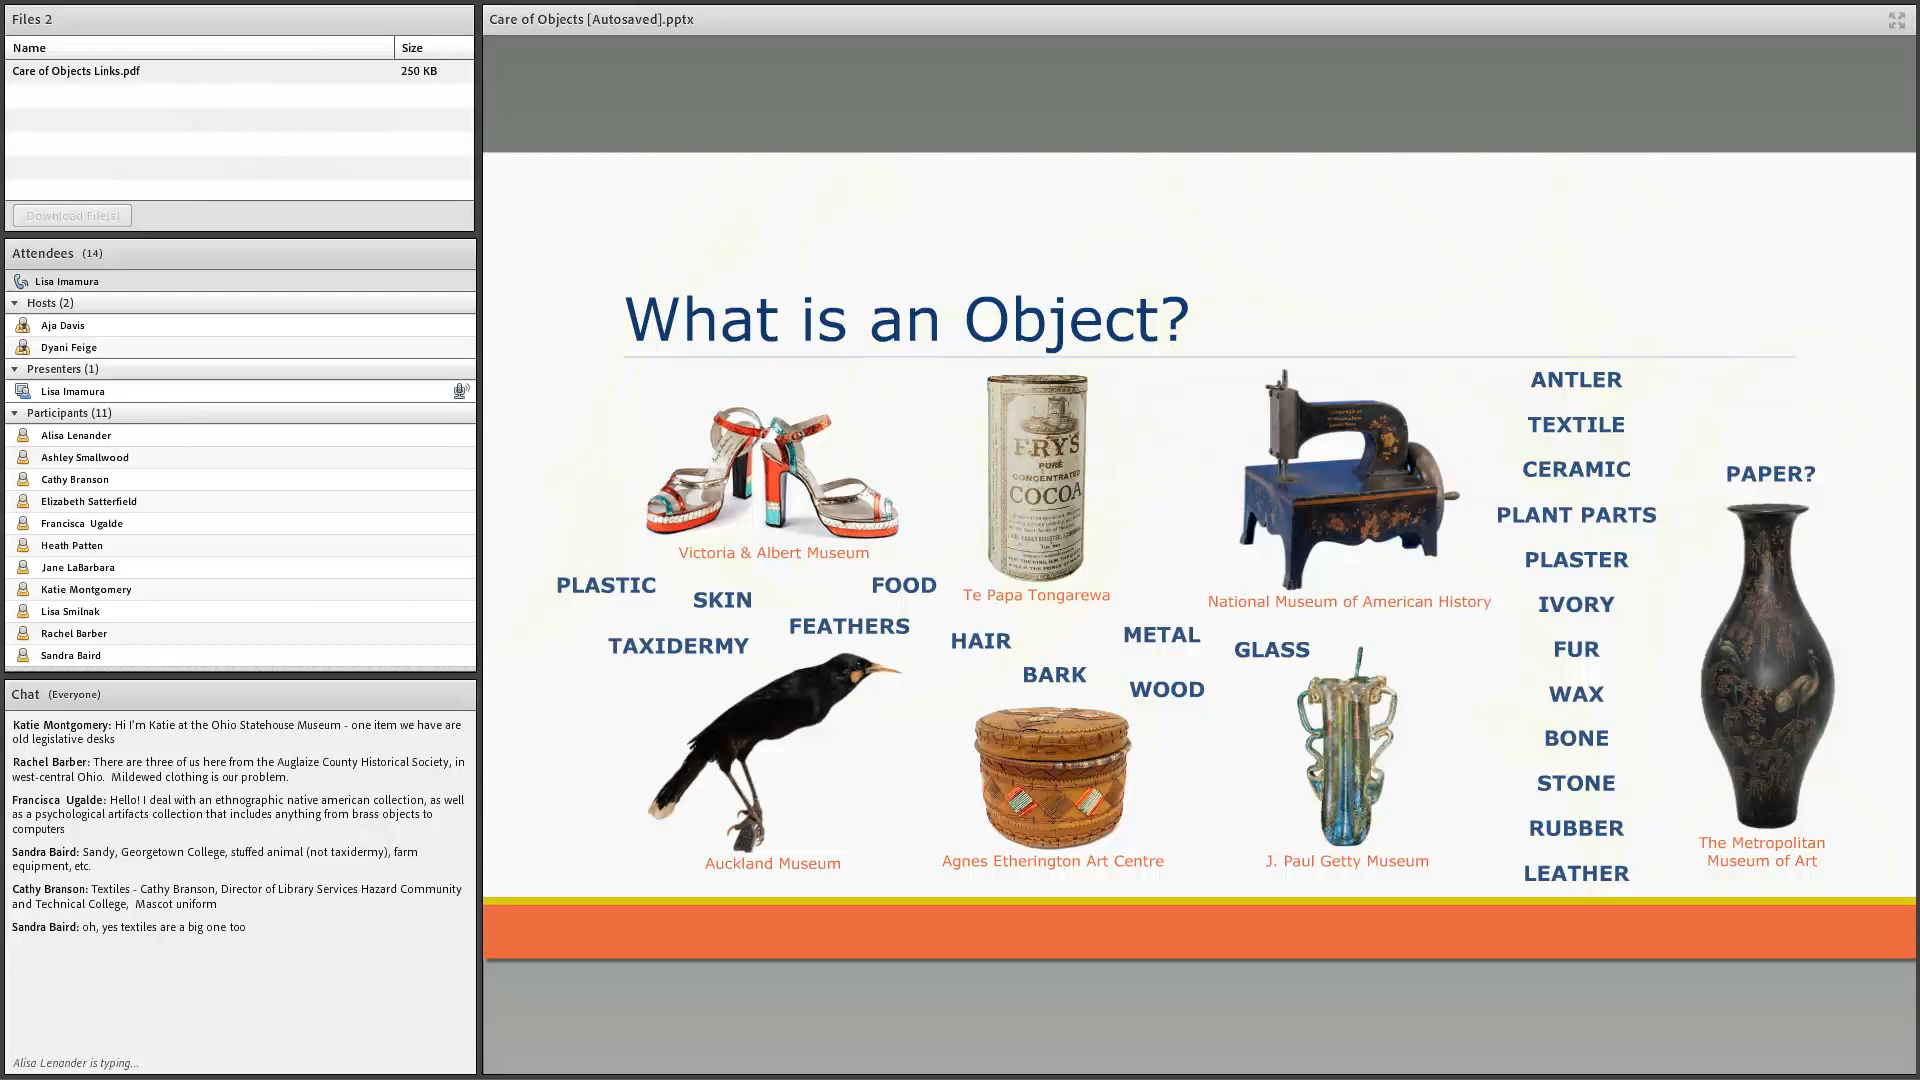 Files 2
Name Size
Care of Objects Links.pdf 250 KB
Download File(s)
Attendees (14)
Lisa Imamura
Hosts (2)
Aja Davis
Dyani Feige
Presenters (1)
Lisa Imamura
Participants (11)
Alisa Lenander
Ashley Smallwood
Cathy Branson
Elizabeth Satterfield
Francisca Ugalde
Heath Patten
Jane LaBarbara
Katie Montgomery
Lisa Smilnak
Rachel Barber
Sandra Baird
Chat (Everyone)
Katie Montgomery: Hi I'm Katie at the Ohio Statehouse Museum - one item we have are
old legislative desks
Rachel Barber: There are three of us here from the Auglaize County Historical Society, in
west-central Ohio. Mildewed clothing is our problem.
Francisca Ugalde: Hello! I deal with an ethnographic native american collection, as well
as a psychological artifacts collection that includes anything from brass objects to
computers
Sandra Baird: Sandy, Georgetown College, stuffed animal (not taxidermy), farm
equipment, etc.
Cathy Branson: Textiles - Cathy Branson, Director of Library Services Hazard Community
and Technical College, Mascot uniform
Sandra Baird: oh, yes textiles are a big one too
Alisa Lenander is typing...
Care of Objects [Autosaved].pptx
What is an Object?
FRY'S
PURE
CONCENTRATED
COCOA
Victoria & Albert Museum
Te Papa Tongarewa
National Museum of American History
PLASTIC
SKIN
FOOD
TAXIDERMY
FEATHERS
HAIR
BARK
METAL
WOOD
GLASS
Auckland Museum
Agnes Etherington Art Centre
J. Paul Getty Museum
ANTLER
TEXTILE
CERAMIC
PLANT PARTS
PLASTER
IVORY
FUR
WAX
BONE
STONE
RUBBER
LEATHER
PAPER?
The Metropolitan
Museum of Art